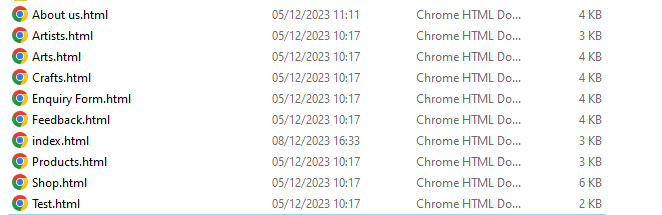 About us.html 05/12/2023 11:11 Chrome HTML Do... 4 KB
Artists.html 05/12/2023 10:17 Chrome HTML Do... 3 KB
Arts.html 05/12/2023 10:17 Chrome HTML Do... 4 KB
Crafts.html 05/12/2023 10:17 Chrome HTML Do... 4 KB
Enquiry Form.html 05/12/2023 10:17 Chrome HTML Do... 4 KB
Feedback.html 05/12/2023 10:17 Chrome HTML Do... 4 KB
index.html 08/12/2023 16:33 Chrome HTML Do... 3 KB
Products.html 05/12/2023 10:17 Chrome HTML Do... 3 KB
Shop.html 05/12/2023 10:17 Chrome HTML Do... 6 KB
Test.html 05/12/2023 10:17 Chrome HTML Do... 2 KB